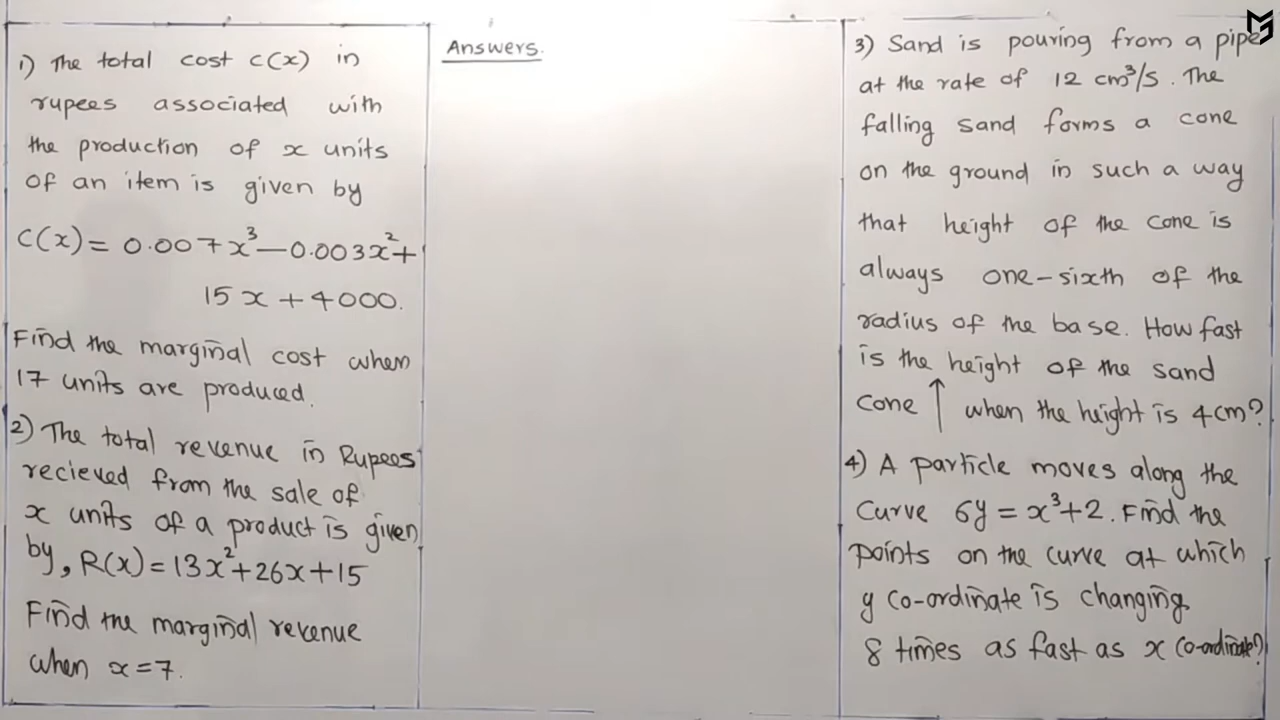 1) The total cost c(x) in
rupees associated with
the production of x units
of an item is given by
C(x) = 0.007x³ - 0.003x² +
15x + 4000.
Find the marginal cost when
17 units are produced.
2) The total revenue in Rupees
recieved from the sale of
x units of a product is given
by, R(x) = 13x² + 26x + 15
Find the marginal revenue
when x = 7.
Answers.
3) Sand is pouring from a pipe
at the rate of 12 cm³/s. The
falling sand forms a cone
on the ground in such a way
that height of the cone is
always one-sixth of the
radius of the base. How fast
is the height of the sand
cone ↑ when the height is 4cm?
4) A particle moves along the
curve 6y = x³+2. Find the
points on the curve at which
y co-ordinate is changing
8 times as fast as x co-ordinate?